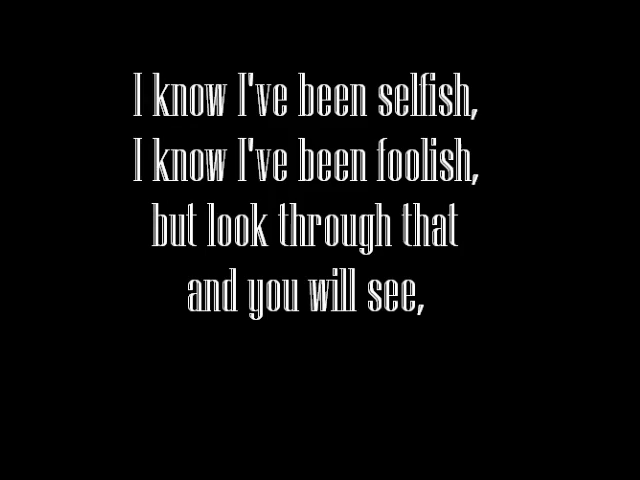 I know I've been selfish,
I know I've been foolish,
but look through that
and you will see,